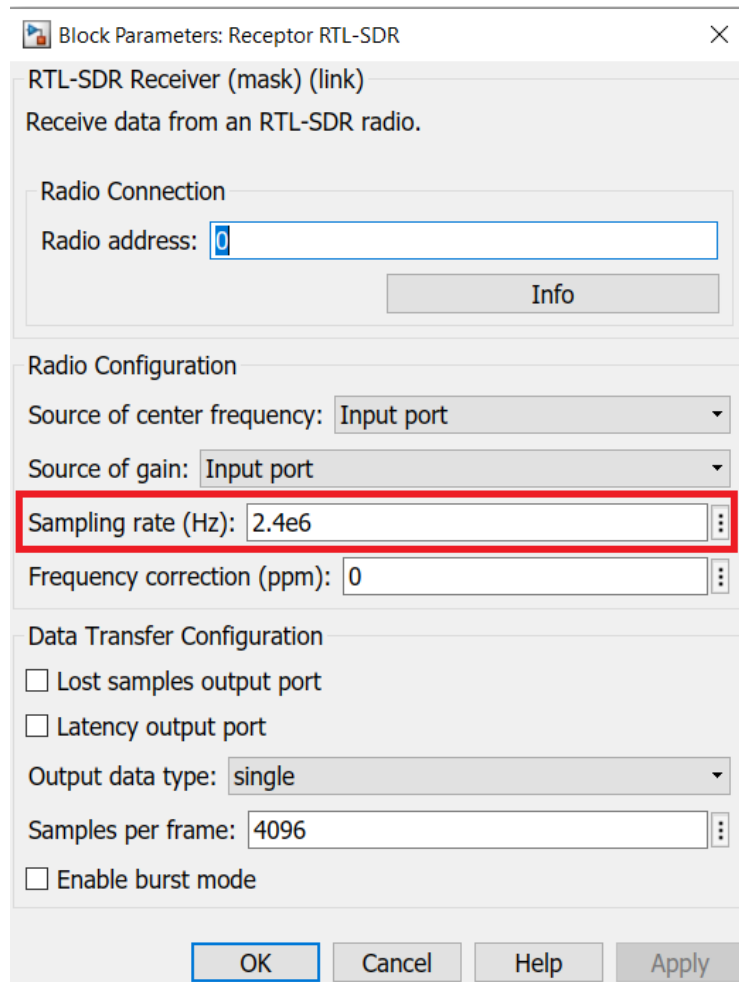 Block Parameters: Receptor RTL-SDR
RTL-SDR Receiver (mask) (link)
Receive data from an RTL-SDR radio.
Radio Connection
Radio address: 0
Info
Radio Configuration
Source of center frequency: Input port
Source of gain: Input port
Sampling rate (Hz): 2.4e6
Frequency correction (ppm): 0
Data Transfer Configuration
Lost samples output port
Latency output port
Output data type: single
Samples per frame: 4096
Enable burst mode
OK Cancel Help Apply